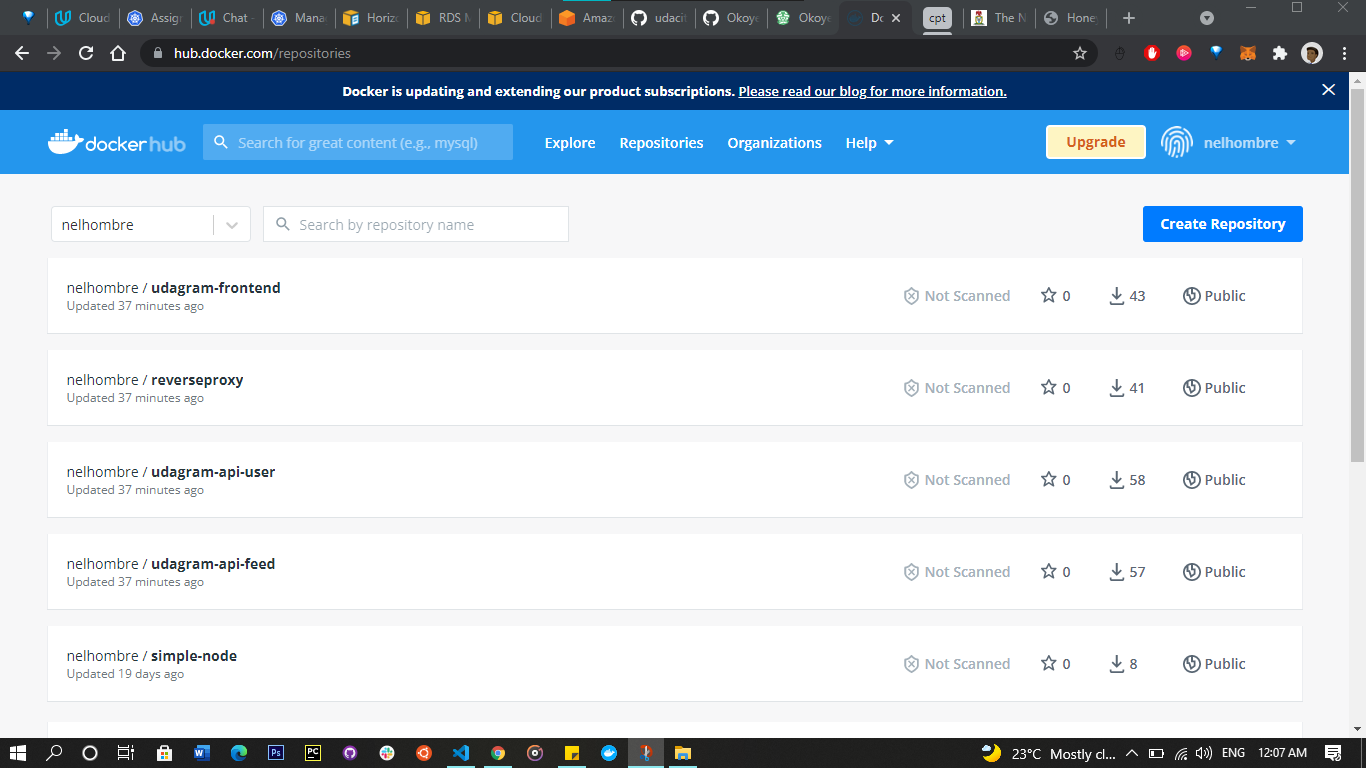 Cloud
Assign
Chat -
Mana
Horizo
RDS M
Cloud
Amaz
udacit
Okoye
Okoye
Do
cpt
The N
Hone
hub.docker.com/repositories
Docker is updating and extending our product subscriptions. Please read our blog for more information.
dockerhub
Search for great content (e.g., mysql)
Explore
Repositories
Organizations
Help
Upgrade
nelhombre
nelhombre
Search by repository name
Create Repository
nelhombre / udagram-frontend
Updated 37 minutes ago
Not Scanned
0
43
Public
nelhombre / reverseproxy
Updated 37 minutes ago
Not Scanned
0
41
Public
nelhombre / udagram-api-user
Updated 37 minutes ago
Not Scanned
0
58
Public
nelhombre / udagram-api-feed
Updated 37 minutes ago
Not Scanned
0
57
Public
nelhombre / simple-node
Updated 19 days ago
Not Scanned
0
8
Public
23°C Mostly cl...
ENG
12:07 AM